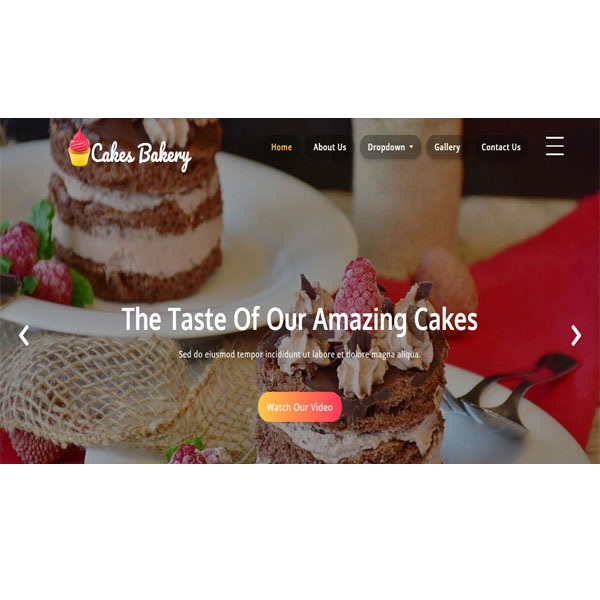 Cakes Bakery
Home About Us Dropdown Gallery Contact Us
The Taste Of Our Amazing Cakes
Sed do eiusmod tempor incididunt ut labore et dolore magna aliqua.
Watch Our Video